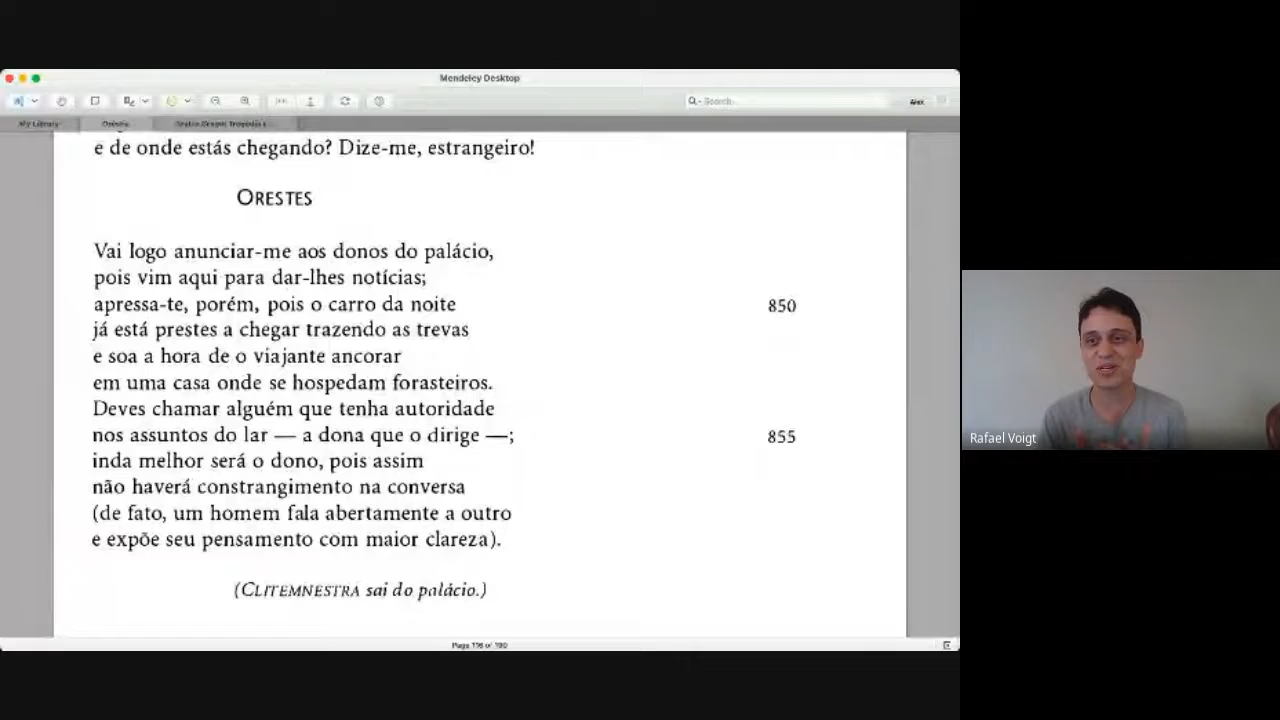 Mendeley Desktop
Search...
Alex
My Library
Oréstia
e de onde estás chegando? Dize-me, estrangeiro!
ORESTES
Vai logo anunciar-me aos donos do palácio,
pois vim aqui para dar-lhes notícias;
apressa-te, porém, pois o carro da noite
850
já está prestes a chegar trazendo as trevas
e soa a hora de o viajante ancorar
em uma casa onde se hospedam forasteiros.
Deves chamar alguém que tenha autoridade
nos assuntos do lar — a dona que o dirige —;
855
inda melhor será o dono, pois assim
não haverá constrangimento na conversa
(de fato, um homem fala abertamente a outro
e expõe seu pensamento com maior clareza).
(CLITEMNESTRA sai do palácio.)
Rafael Voigt